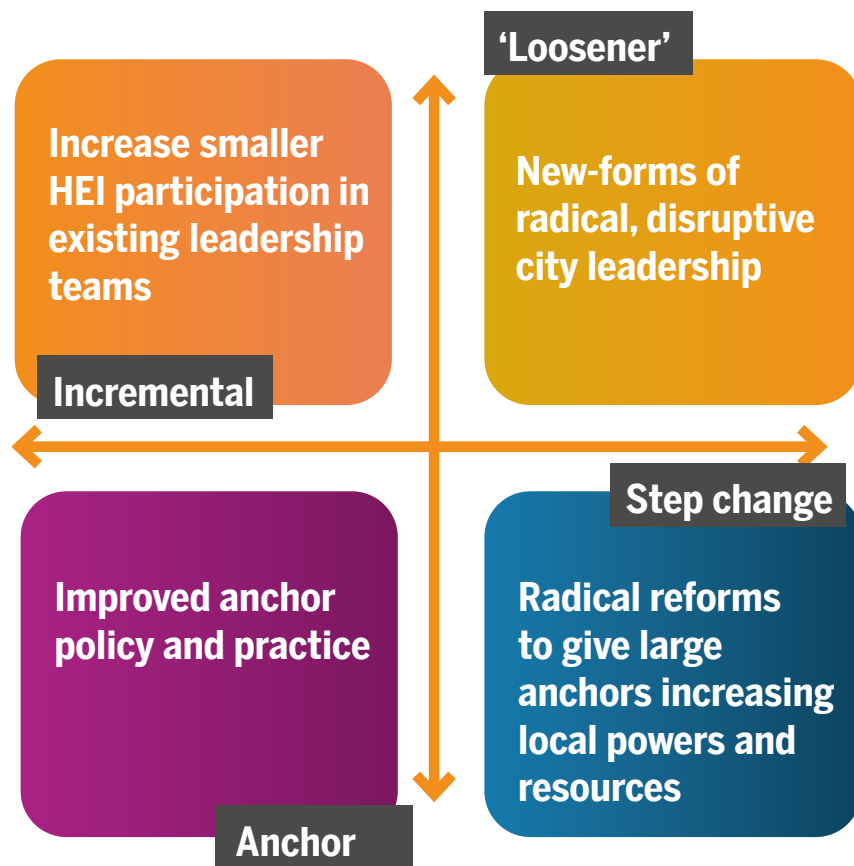 ‘Loosener’
Increase smaller
HEI participation in
existing leadership
teams
New-forms of
radical, disruptive
city leadership
Incremental
Step change
Improved anchor
policy and practice
Radical reforms
to give large
anchors increasing
local powers and
resources
Anchor